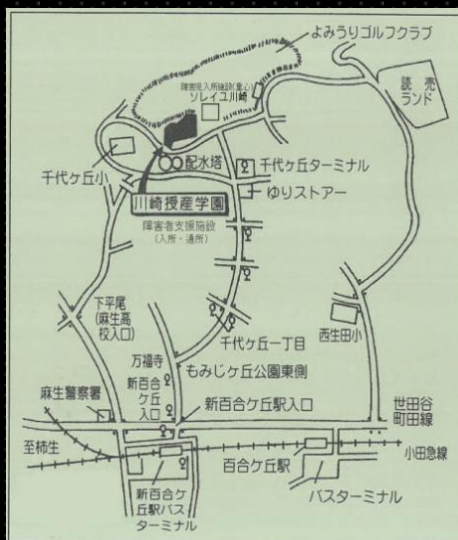 よみうりゴルフクラブ
読売
ランド
障害児入所施設(重心)
ソレイユ川崎
配水塔
千代ヶ丘小
千代ケ丘ターミナル
ゆりストアー
川崎授産学園
障害者支援施設
(入所・通所)
下平尾
(麻生高
校入口)
千代ケ丘一丁目
西生田小
万福寺
もみじケ丘公園東側
新百合
ケ丘
入口
新百合ケ丘駅入口
麻生警察署
世田谷
町田線
至柿生
百合ケ丘駅
小田急線
新百合ケ
丘駅バス
ターミナル
バスターミナル